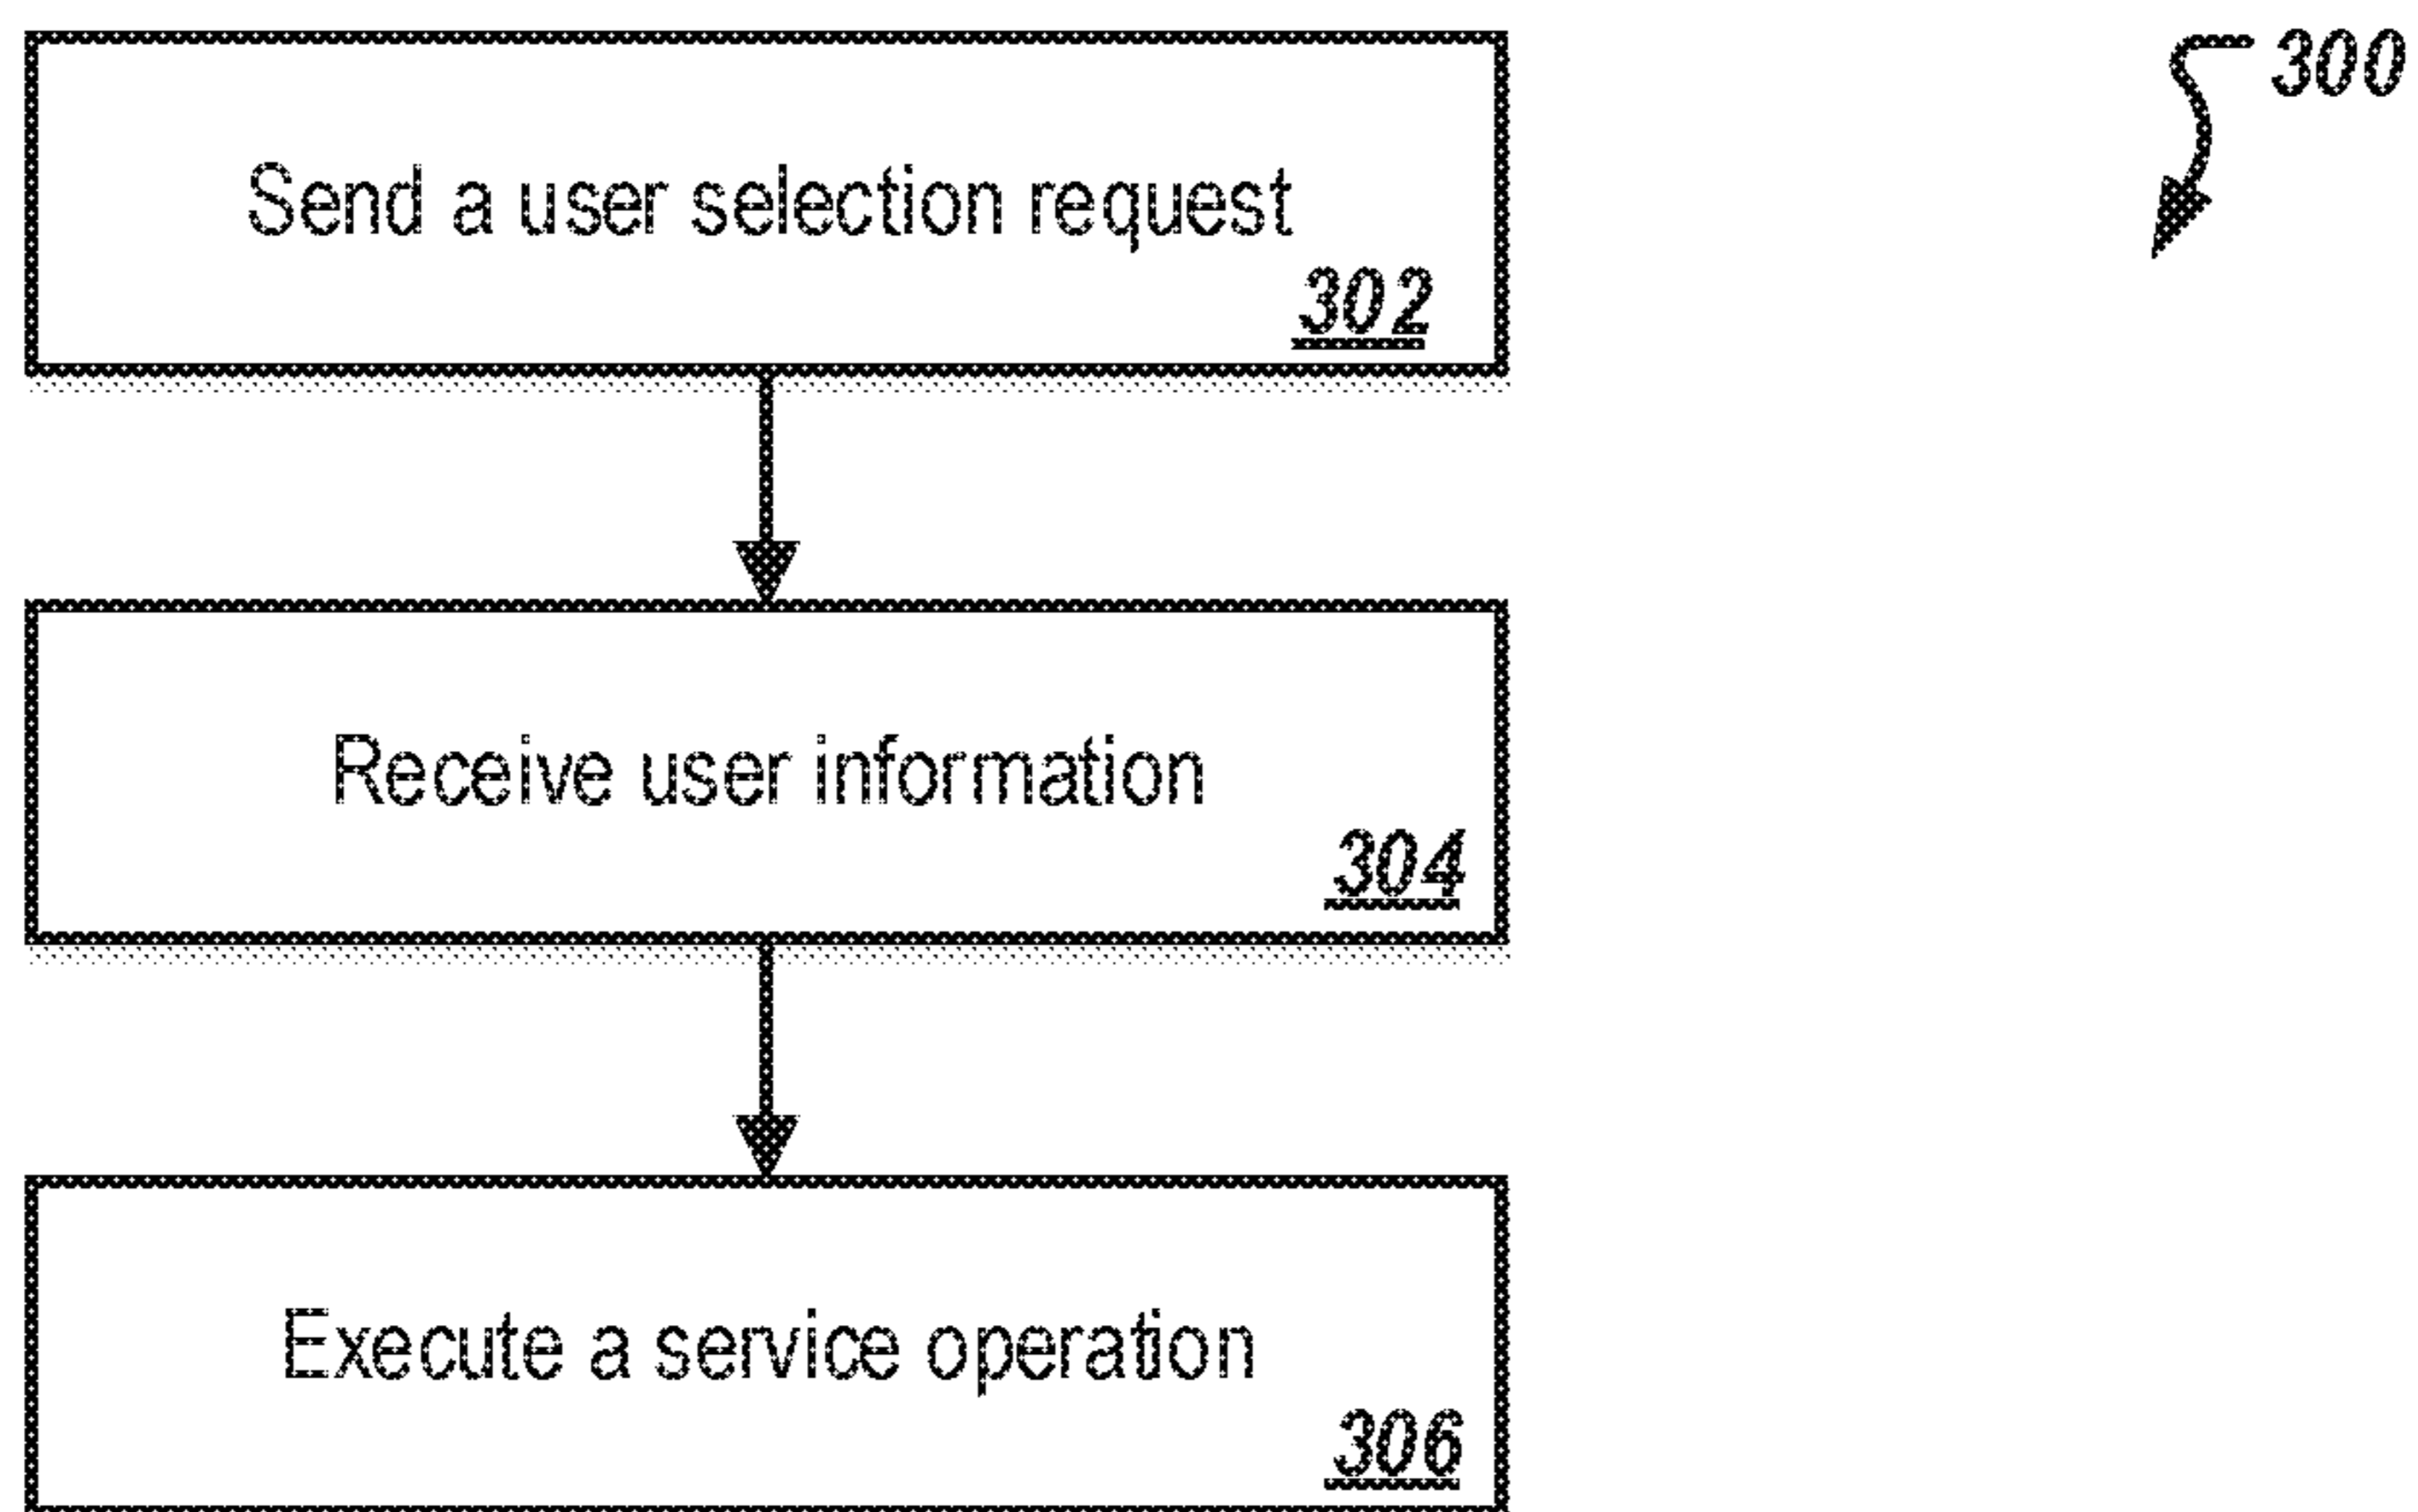 300
Send a user selection request
302
Receive user information
304
Execute a service operation
306